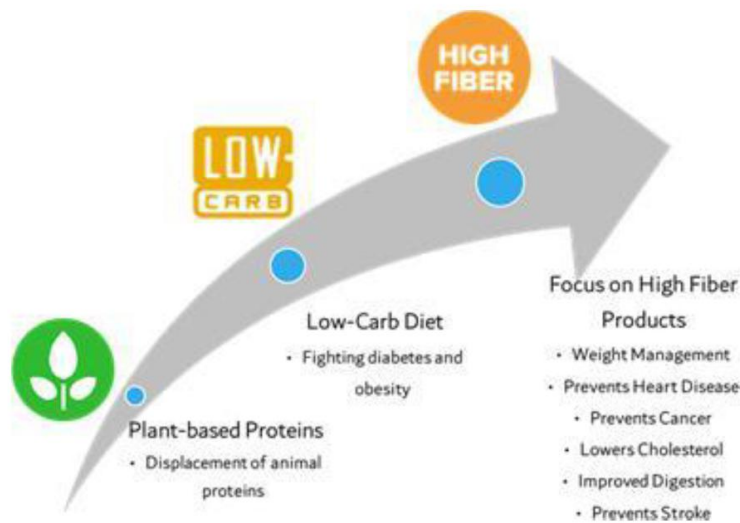 HIGH
FIBER
LOW-
CARB
Focus on High Fiber
Products
• Weight Management
• Prevents Heart Disease
• Prevents Cancer
• Lowers Cholesterol
• Improved Digestion
• Prevents Stroke
Low-Carb Diet
• Fighting diabetes and
obesity
Plant-based Proteins
• Displacement of animal
proteins